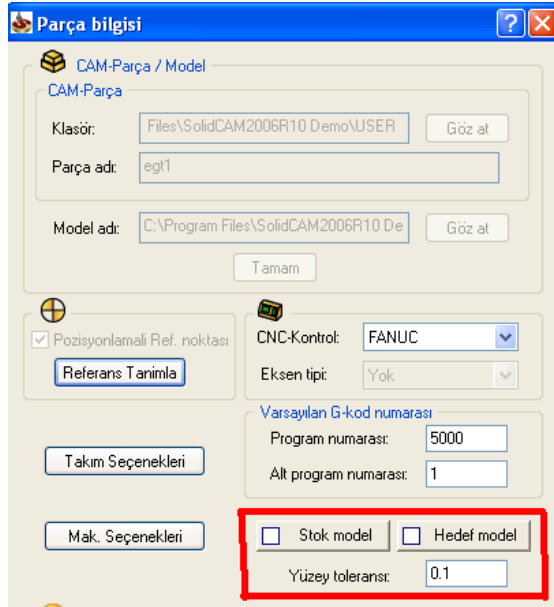 Parça bilgisi
CAM-Parça / Model
CAM-Parça
Klasör: Files\SolidCAM2006R10 Demo\USER Göz at
Parça adı: egt1
Model adı: C:\Program Files\SolidCAM2006R10 De Göz at
Tamam
Pozisyonlamali Ref. noktası
Referans Tanimla
CNC-Kontrol: FANUC
Eksen tipi: Yok
Varsayılan G-kod numarası
Program numarası: 5000
Alt program numarası: 1
Takım Seçenekleri
Mak. Seçenekleri
Stok model Hedef model
Yüzey toleransı: 0.1